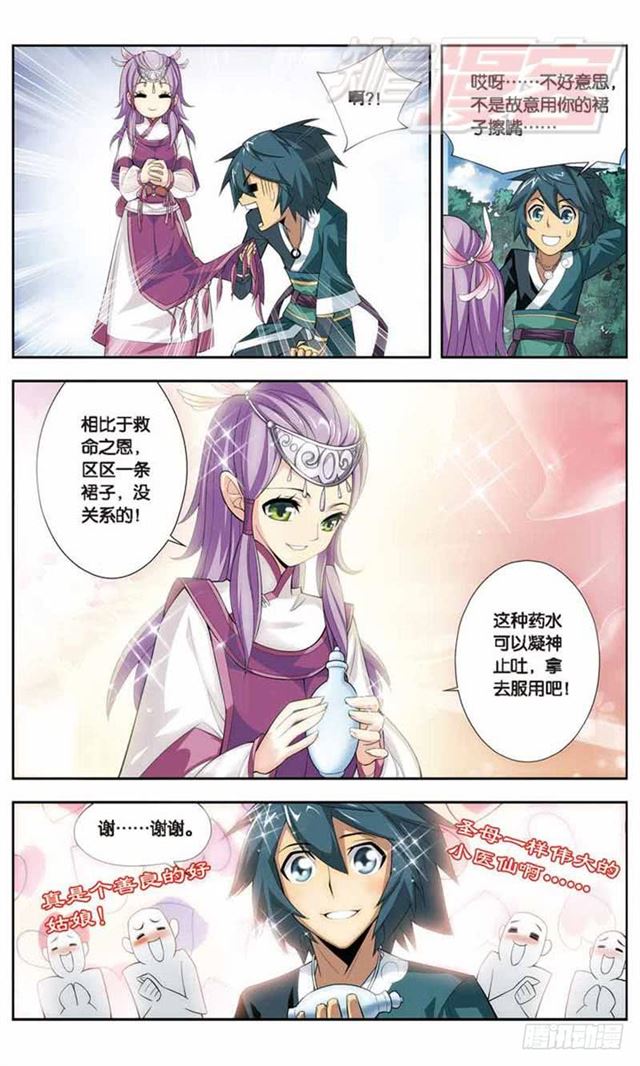 知音漫客
啊?!
哎呀……不好意思，
不是故意用你的裙
子擦嘴……
相比于救
命之恩，
区区一条
裙子，没
关系的！
这种药水
可以凝神
止吐，拿
去服用吧！
谢……谢谢。
真是个善良的好
姑娘！
圣母一样伟大的
小医仙啊……
腾讯动漫